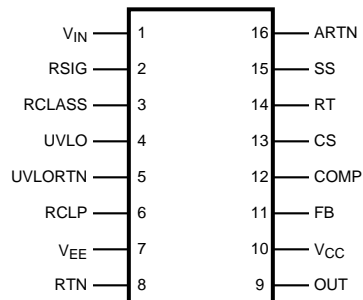 VIN 1 16 ARTN
RSIG 2 15 SS
RCLASS 3 14 RT
UVLO 4 13 CS
UVLORTN 5 12 COMP
RCLP 6 11 FB
VEE 7 10 VCC
RTN 8 9 OUT